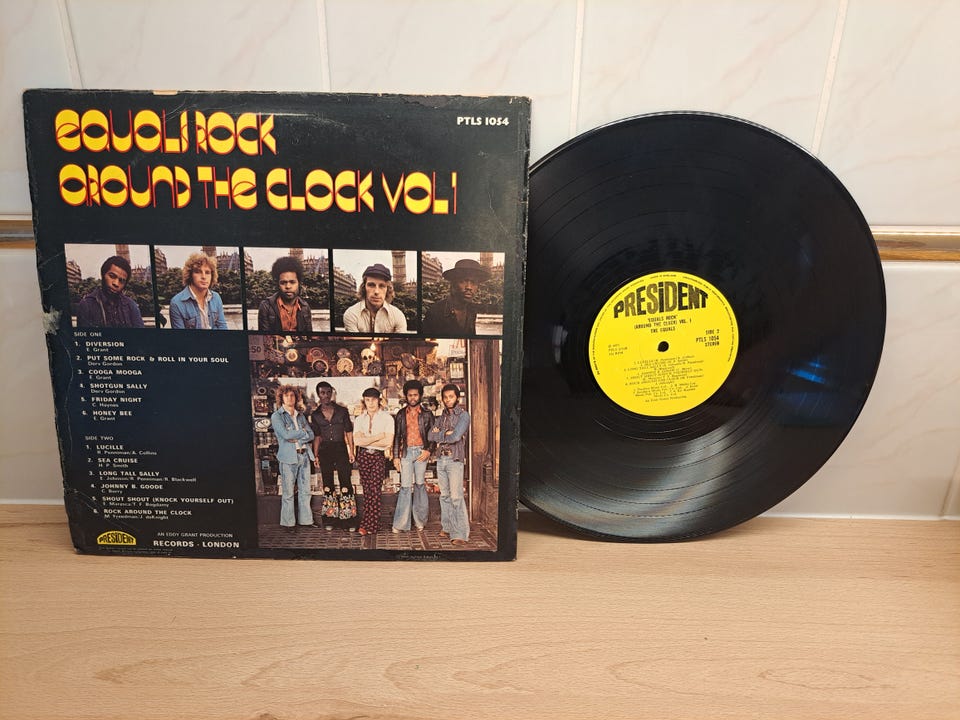 EQUALS ROCK
AROUND THE CLOCK VOL 1
PTLS 1054
SIDE ONE
1. DIVERSION
E. Grant
2. PUT SOME ROCK & ROLL IN YOUR SOUL
Derv Gordon
3. COOGA MOOGA
E. Grant
4. SHOTGUN SALLY
Derv Gordon
5. FRIDAY NIGHT
C. Haynes
6. HONEY BEE
E. Grant
SIDE TWO
1. LUCILLE
R. Penniman/A. Collins
2. SEA CRUISE
H. P. Smith
3. LONG TALL SALLY
E. Johnson/R. Penniman/R. Blackwell
4. JOHNNY B. GOODE
C. Berry
5. SHOUT SHOUT (KNOCK YOURSELF OUT)
E. Maresca/T. F. Bogdany
6. ROCK AROUND THE CLOCK
M. Freedman/J. deKnight
PRESIDENT
AN EDDY GRANT PRODUCTION
RECORDS · LONDON
50
PRESIDENT
'EQUALS ROCK'
(AROUND THE CLOCK) VOL. 1
THE EQUALS
SIDE 2
PTLS 1054
STEREO